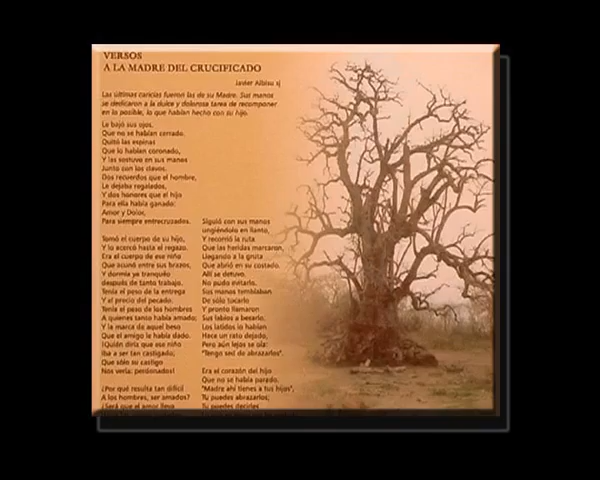 VERSOS
A LA MADRE DEL CRUCIFICADO
Javier Albisu sj
Las últimas caricias fueron las de su Madre. Sus manos
se dedicaron a la dulce y dolorosa tarea de recomponer
en lo posible, lo que habían hecho con su hijo.
Le bajó sus ojos,
Que no se habían cerrado.
Quitó las espinas
Que lo habían coronado,
Y las sostuvo en sus manos
Junto con los clavos.
Dos recuerdos que el hombre,
Le dejaba regalados,
Y dos honores que el hijo
Para ella había ganado:
Amor y Dolor,
Para siempre entrecruzados.
Tomó el cuerpo de su hijo,
Y lo acercó hasta el regazo.
Era el cuerpo de ese niño
Que acunó entre sus brazos,
Y dormía ya tranquilo
después de tanto trabajo.
Tenía el peso de la entrega
Y el precio del pecado.
Tenía el peso de los hombres
A quienes tanto había amado;
Y la marca de aquel beso
Que el amigo le había dado.
¡Quién diría que ese niño
iba a ser tan castigado;
Que sólo su castigo
Nos vería: perdonados!
¿Por qué resulta tan difícil
A los hombres, ser amados?
¿Será que el amor lleva
Siguió con sus manos
ungiéndolo en llanto,
Y recorrió la ruta
Que las heridas marcaron,
Llegando a la gruta
Que abrió en su costado.
Allí se detuvo,
No pudo evitarlo.
Sus manos temblaban
De sólo tocarlo
Y pronto llamaron
Sus labios a besarlo.
Los latidos lo habían
Hace un rato dejado,
Pero aún lejos se oía:
"Tengo sed de abrazarlos".
Era el corazón del hijo
Que no se había parado.
"Madre ahí tienes a tus hijos",
Tu puedes abrazarlos;
Tu puedes decirles